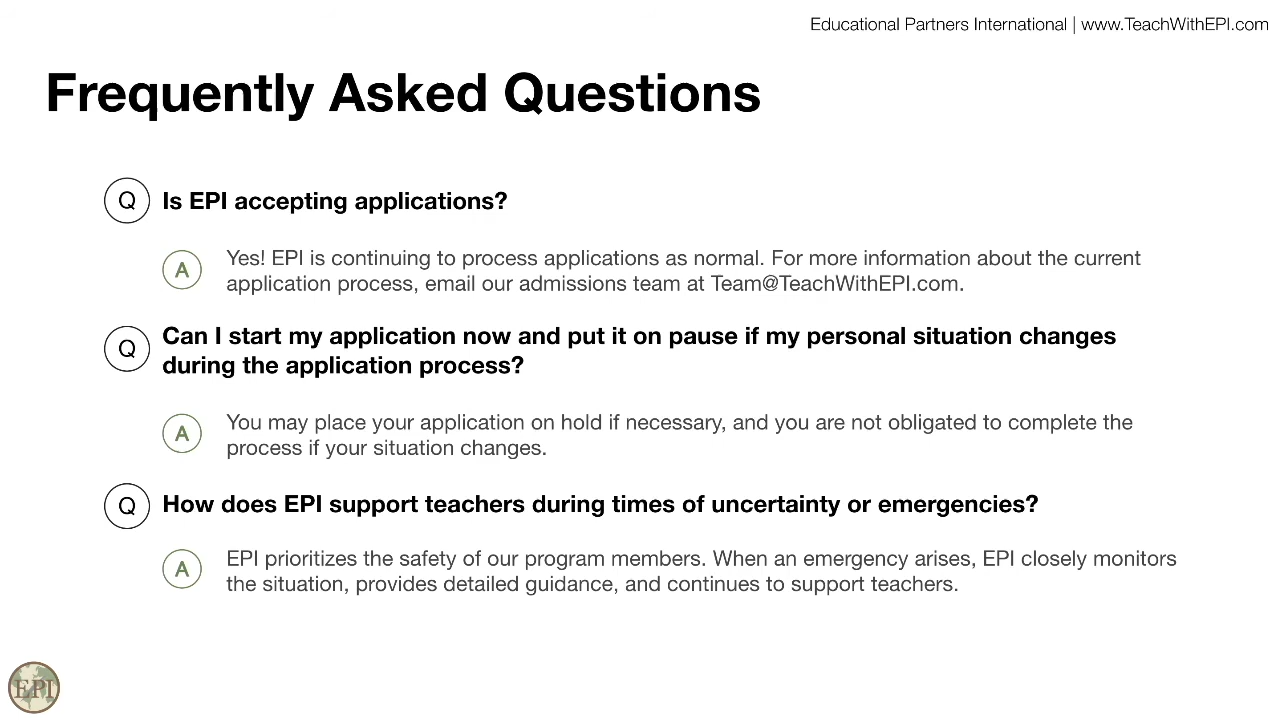 Educational Partners International | www.TeachWithEPI.com
Frequently Asked Questions
Q Is EPI accepting applications?
A Yes! EPI is continuing to process applications as normal. For more information about the current
application process, email our admissions team at Team@TeachWithEPI.com.
Q Can I start my application now and put it on pause if my personal situation changes
during the application process?
A You may place your application on hold if necessary, and you are not obligated to complete the
process if your situation changes.
Q How does EPI support teachers during times of uncertainty or emergencies?
A EPI prioritizes the safety of our program members. When an emergency arises, EPI closely monitors
the situation, provides detailed guidance, and continues to support teachers.
EPI